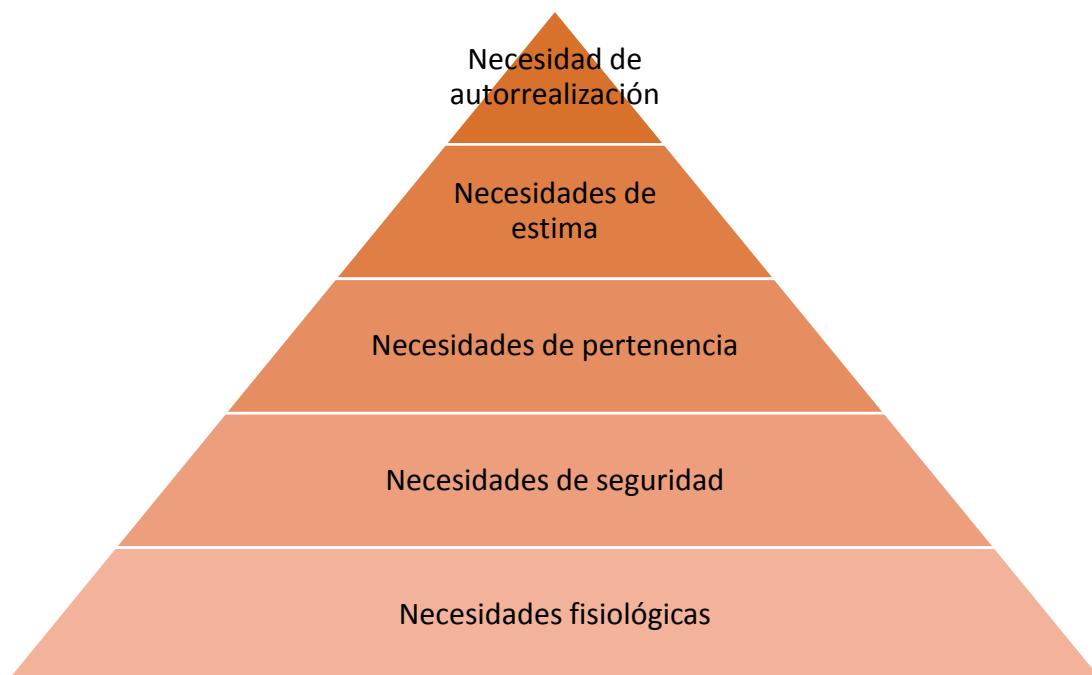 Necesidad de
autorrealización
Necesidades de
estima
Necesidades de pertenencia
Necesidades de seguridad
Necesidades fisiológicas